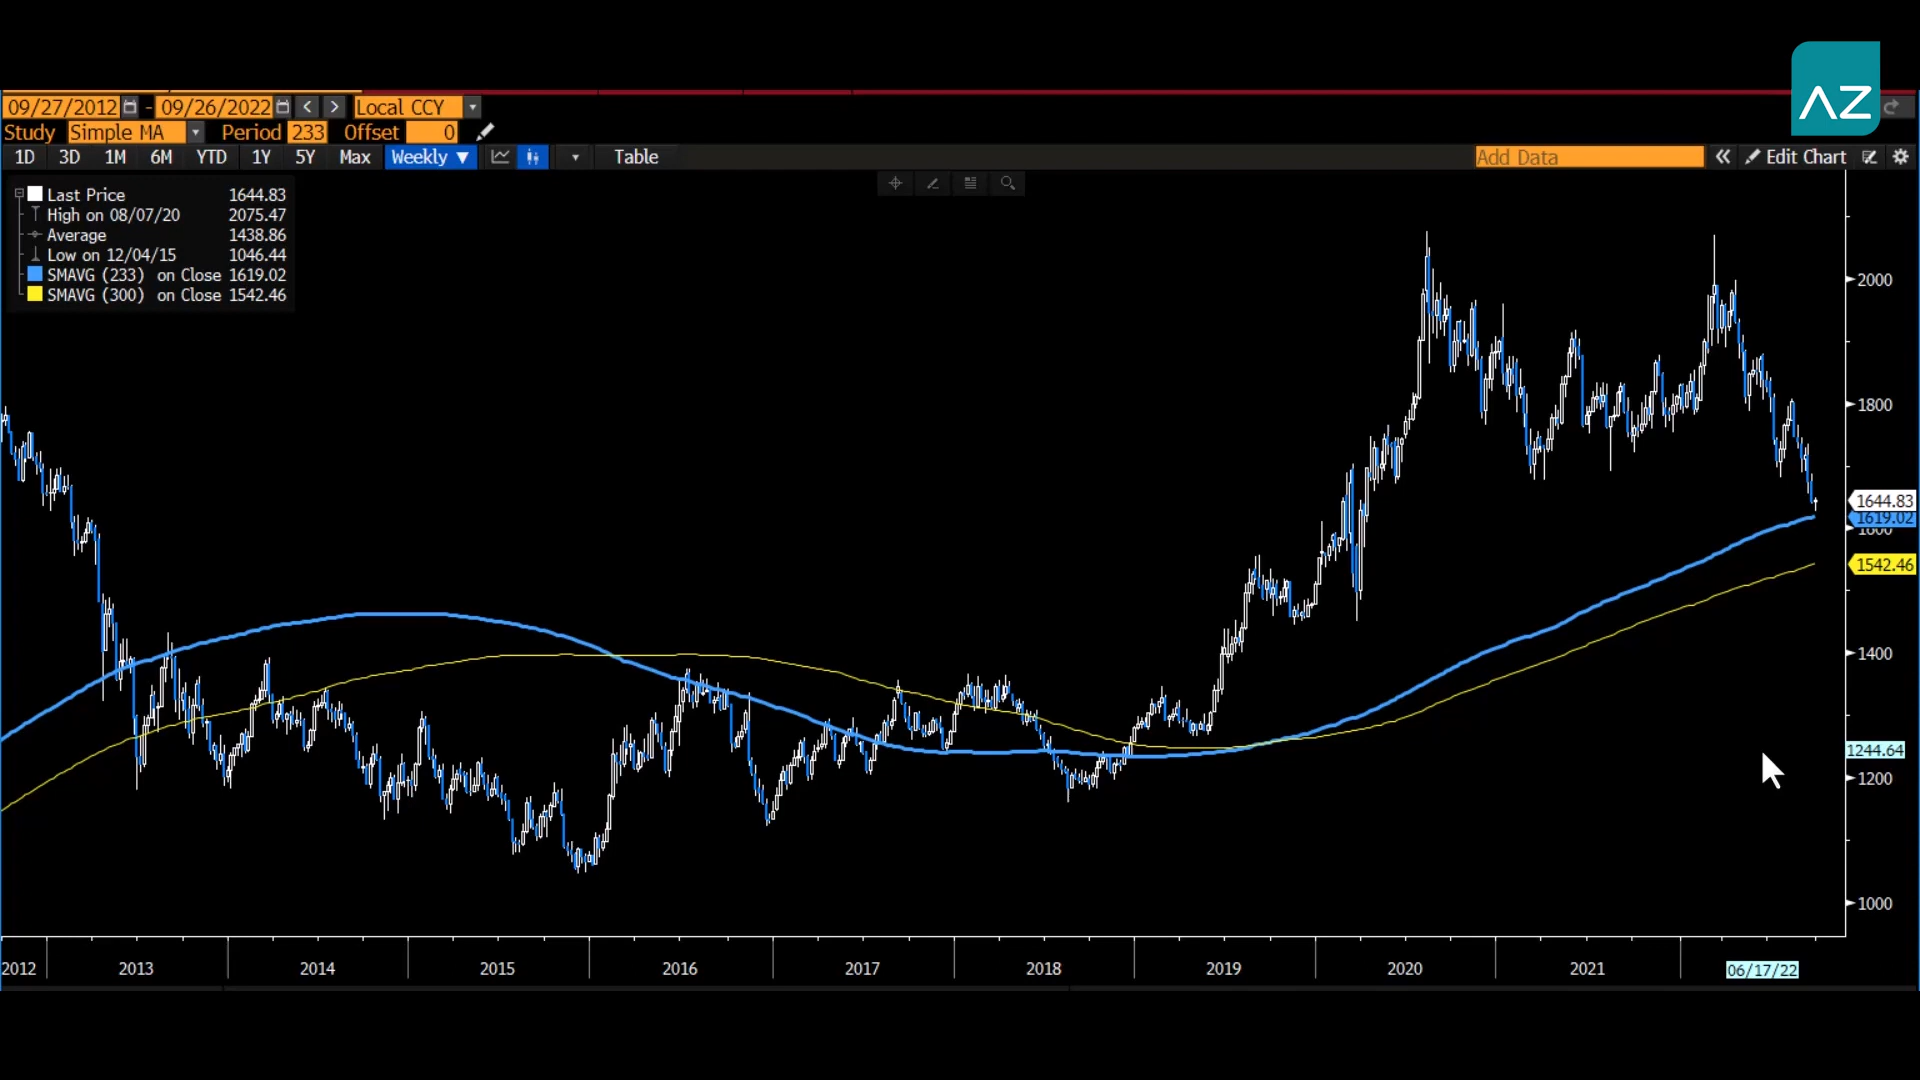 AZ
09/27/2012 - 09/26/2022 < > Local CCY
Study Simple MA Period 233 Offset 0
1D 3D 1M 6M YTD 1Y 5Y Max Weekly ▼ Table Add Data « Edit Chart
Last Price 1644.83
High on 08/07/20 2075.47
Average 1438.86
Low on 12/04/15 1046.44
SMAVG (233) on Close 1619.02
SMAVG (300) on Close 1542.46
2000
1800
1644.83
1619.02
1600
1542.46
1400
1244.64
1200
1000
2012 2013 2014 2015 2016 2017 2018 2019 2020 2021 06/17/22